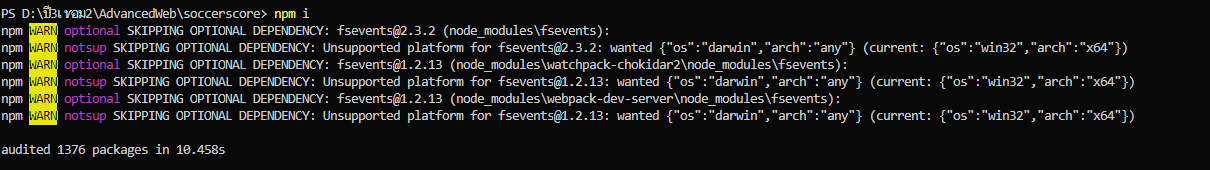 PS D:\ปี3เทอม2\AdvancedWeb\soccerscore> npm i
npm WARN optional SKIPPING OPTIONAL DEPENDENCY: fsevents@2.3.2 (node_modules\fsevents):
npm WARN notsup SKIPPING OPTIONAL DEPENDENCY: Unsupported platform for fsevents@2.3.2: wanted {"os":"darwin","arch":"any"} (current: {"os":"win32","arch":"x64"})
npm WARN optional SKIPPING OPTIONAL DEPENDENCY: fsevents@1.2.13 (node_modules\watchpack-chokidar2\node_modules\fsevents):
npm WARN notsup SKIPPING OPTIONAL DEPENDENCY: Unsupported platform for fsevents@1.2.13: wanted {"os":"darwin","arch":"any"} (current: {"os":"win32","arch":"x64"})
npm WARN optional SKIPPING OPTIONAL DEPENDENCY: fsevents@1.2.13 (node_modules\webpack-dev-server\node_modules\fsevents):
npm WARN notsup SKIPPING OPTIONAL DEPENDENCY: Unsupported platform for fsevents@1.2.13: wanted {"os":"darwin","arch":"any"} (current: {"os":"win32","arch":"x64"})
audited 1376 packages in 10.458s